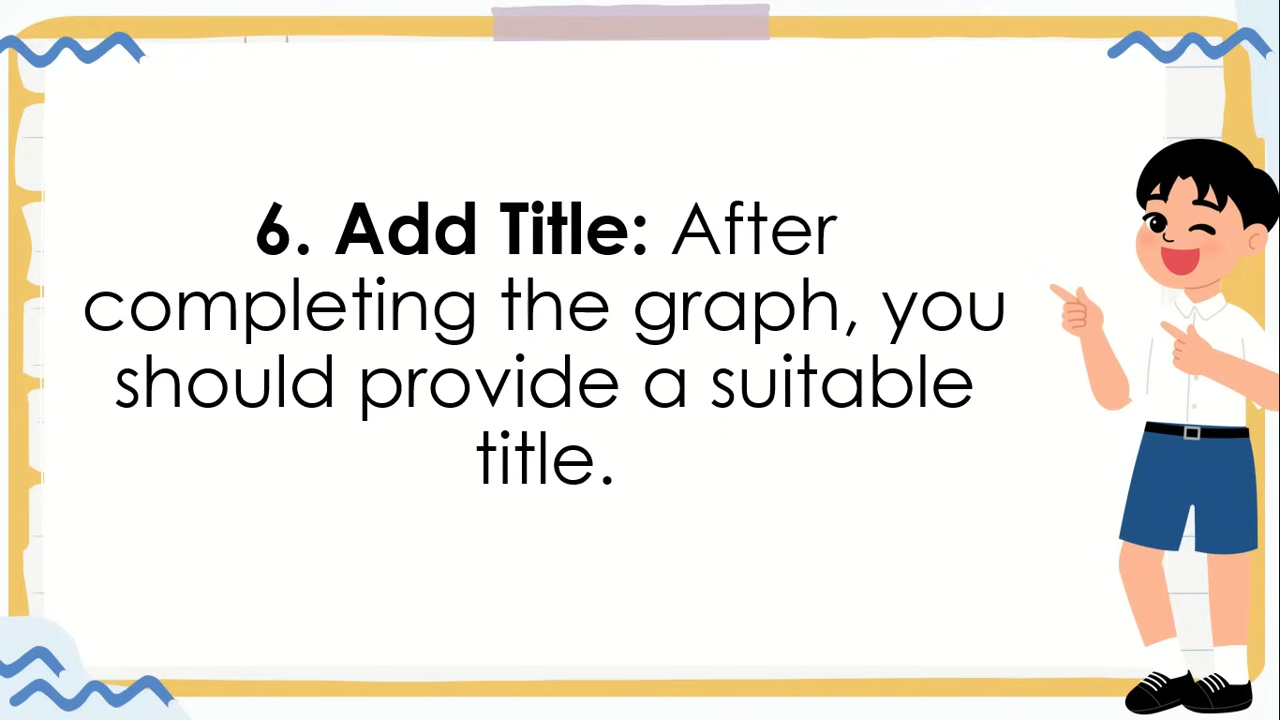 6. Add Title: After
completing the graph, you
should provide a suitable
title.